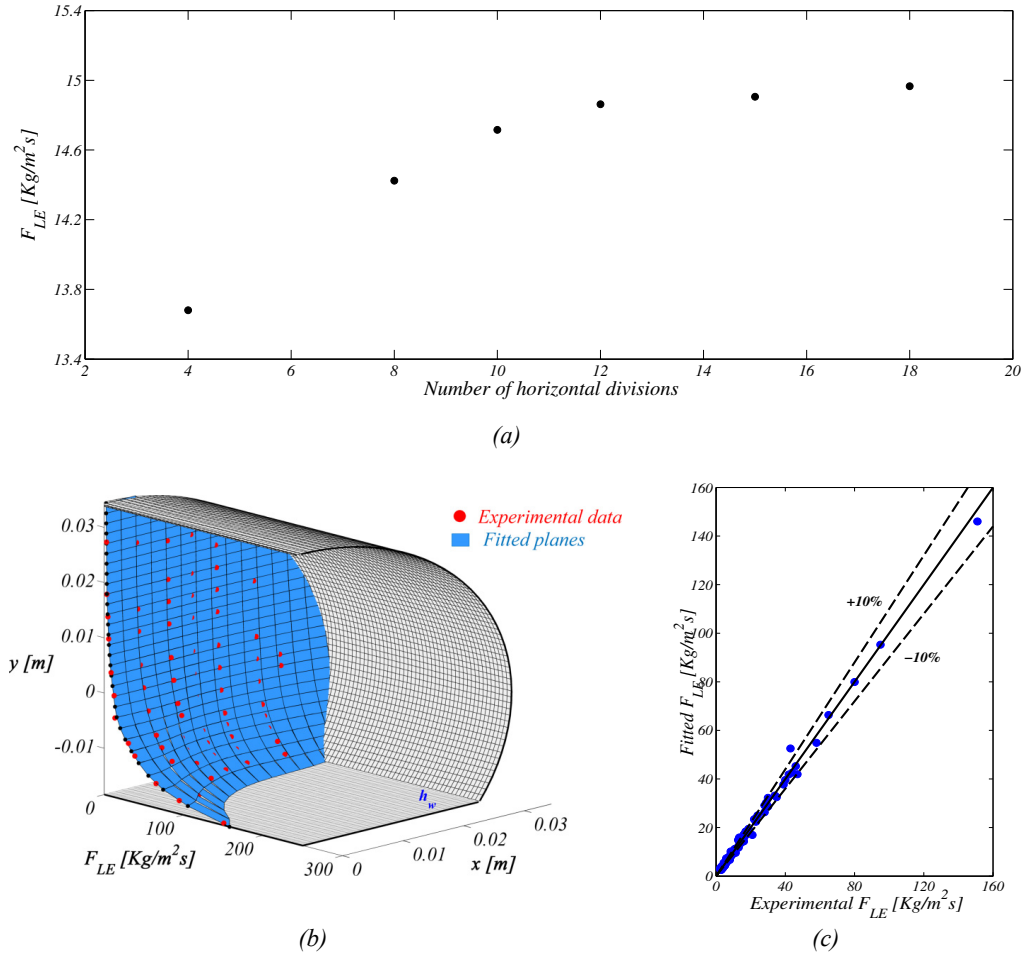 15.4
15
14.6
14.2
13.8
13.4
F_LE [Kg/m²s]
2 4 6 8 10 12 14 16 18 20
Number of horizontal divisions
(a)
Experimental data
Fitted planes
0.03
0.02
0.01
0
-0.01
y [m]
0 100 200 300
F_LE [Kg/m²s]
h_w
0 0.01 0.02 0.03
x [m]
(b)
160
140
120
100
80
60
40
20
0
Fitted F_LE [Kg/m²s]
+10%
−10%
0 40 80 120 160
Experimental F_LE [Kg/m²s]
(c)